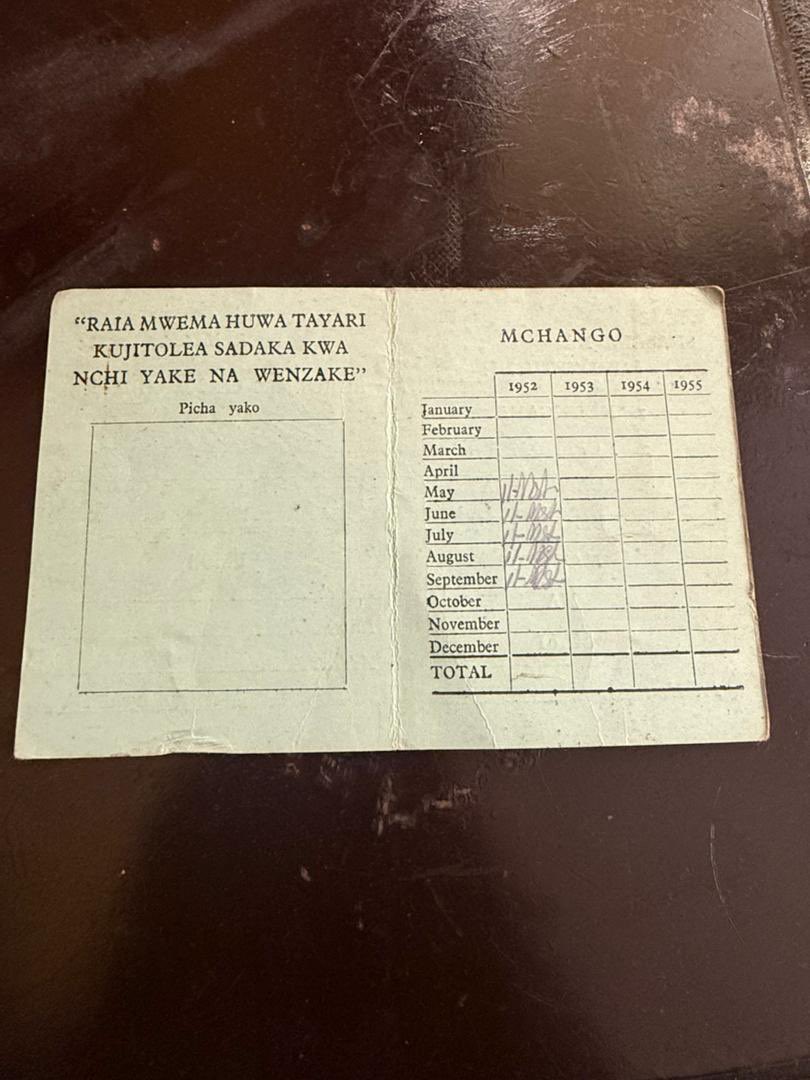 “RAIA MWEMA HUWA TAYARI
KUJITOLEA SADAKA KWA
NCHI YAKE NA WENZAKE”
Picha yako
MCHANGO
1952 1953 1954 1955
January
February
March
April
May
June
July
August
September
October
November
December
TOTAL